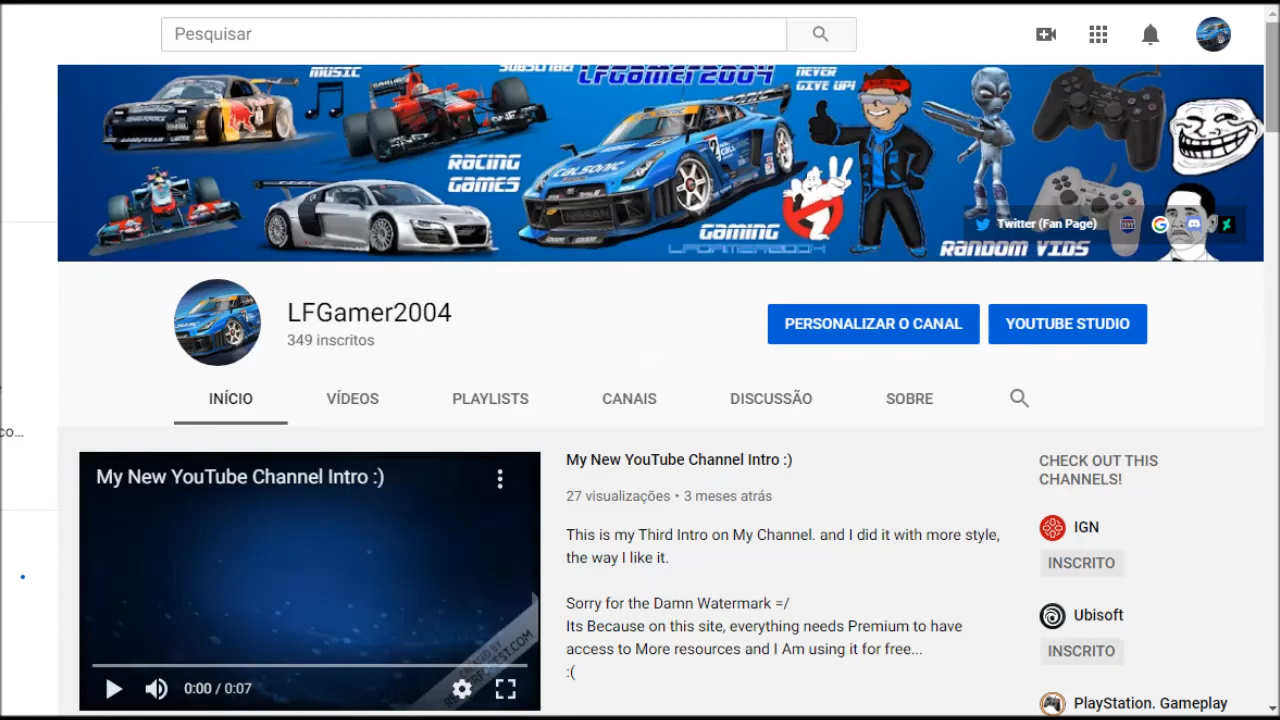 Pesquisar
MUSIC
SUBSCRIBE!
LFGamer2004
NEVER
GIVE UP!
RACING
GAMES
CALSONIC
GAMING
LFGAMER2004
RANDOM VIDS
Twitter (Fan Page)
LFGamer2004
349 inscritos
PERSONALIZAR O CANAL
YOUTUBE STUDIO
INÍCIO
VÍDEOS
PLAYLISTS
CANAIS
DISCUSSÃO
SOBRE
co...
My New YouTube Channel Intro :)
0:00 / 0:07
My New YouTube Channel Intro :)
27 visualizações • 3 meses atrás
This is my Third Intro on My Channel. and I did it with more style,
the way I like it.
Sorry for the Damn Watermark =/
Its Because on this site, everything needs Premium to have
access to More resources and I Am using it for free...
:(
CHECK OUT THIS
CHANNELS!
IGN
INSCRITO
Ubisoft
INSCRITO
PlayStation. Gameplay